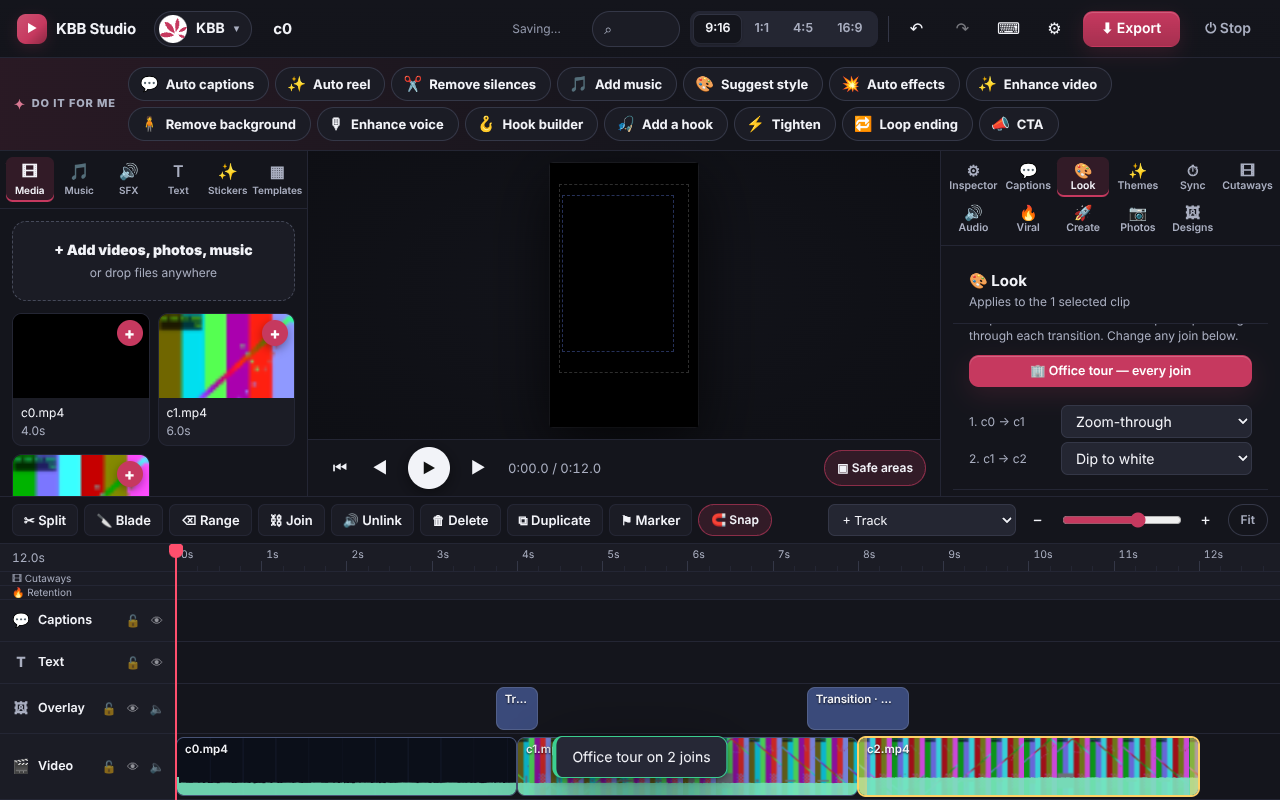 KBB Studio
KBB
c0
Saving...
9:16
1:1
4:5
16:9
Export
Stop
DO IT FOR ME
Auto captions
Auto reel
Remove silences
Add music
Suggest style
Auto effects
Enhance video
Remove background
Enhance voice
Hook builder
Add a hook
Tighten
Loop ending
CTA
Media
Music
SFX
Text
Stickers
Templates
+ Add videos, photos, music
or drop files anywhere
c0.mp4
4.0s
c1.mp4
6.0s
0:00.0 / 0:12.0
Safe areas
Inspector
Captions
Look
Themes
Sync
Cutaways
Audio
Viral
Create
Photos
Designs
Look
Applies to the 1 selected clip
through each transition. Change any join below.
Office tour — every join
1. c0 → c1
Zoom-through
2. c1 → c2
Dip to white
Split
Blade
Range
Join
Unlink
Delete
Duplicate
Marker
Snap
+ Track
Fit
12.0s
0s
1s
2s
3s
4s
5s
6s
7s
8s
9s
10s
11s
12s
Cutaways
Retention
Captions
Text
Overlay
Tr...
Transition · ...
Video
c0.mp4
c1.m
Office tour on 2 joins
c2.mp4